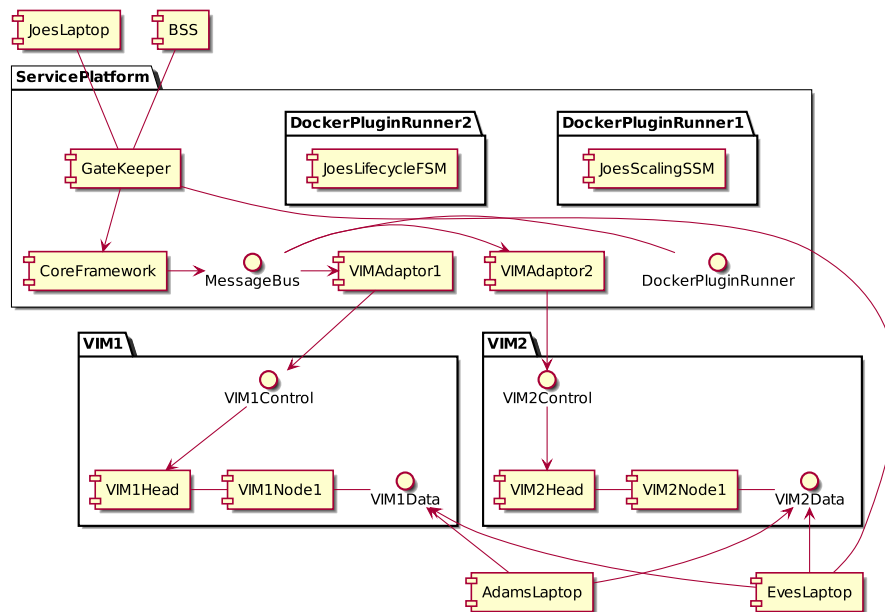 JoesLaptop
BSS
ServicePlatform
DockerPluginRunner2
DockerPluginRunner1
GateKeeper
JoesLifecycleFSM
JoesScalingSSM
CoreFramework
MessageBus
VIMAdaptor1
VIMAdaptor2
DockerPluginRunner
VIM1
VIM2
VIM1Control
VIM2Control
VIM1Head
VIM1Node1
VIM1Data
VIM2Head
VIM2Node1
VIM2Data
AdamsLaptop
EvesLaptop